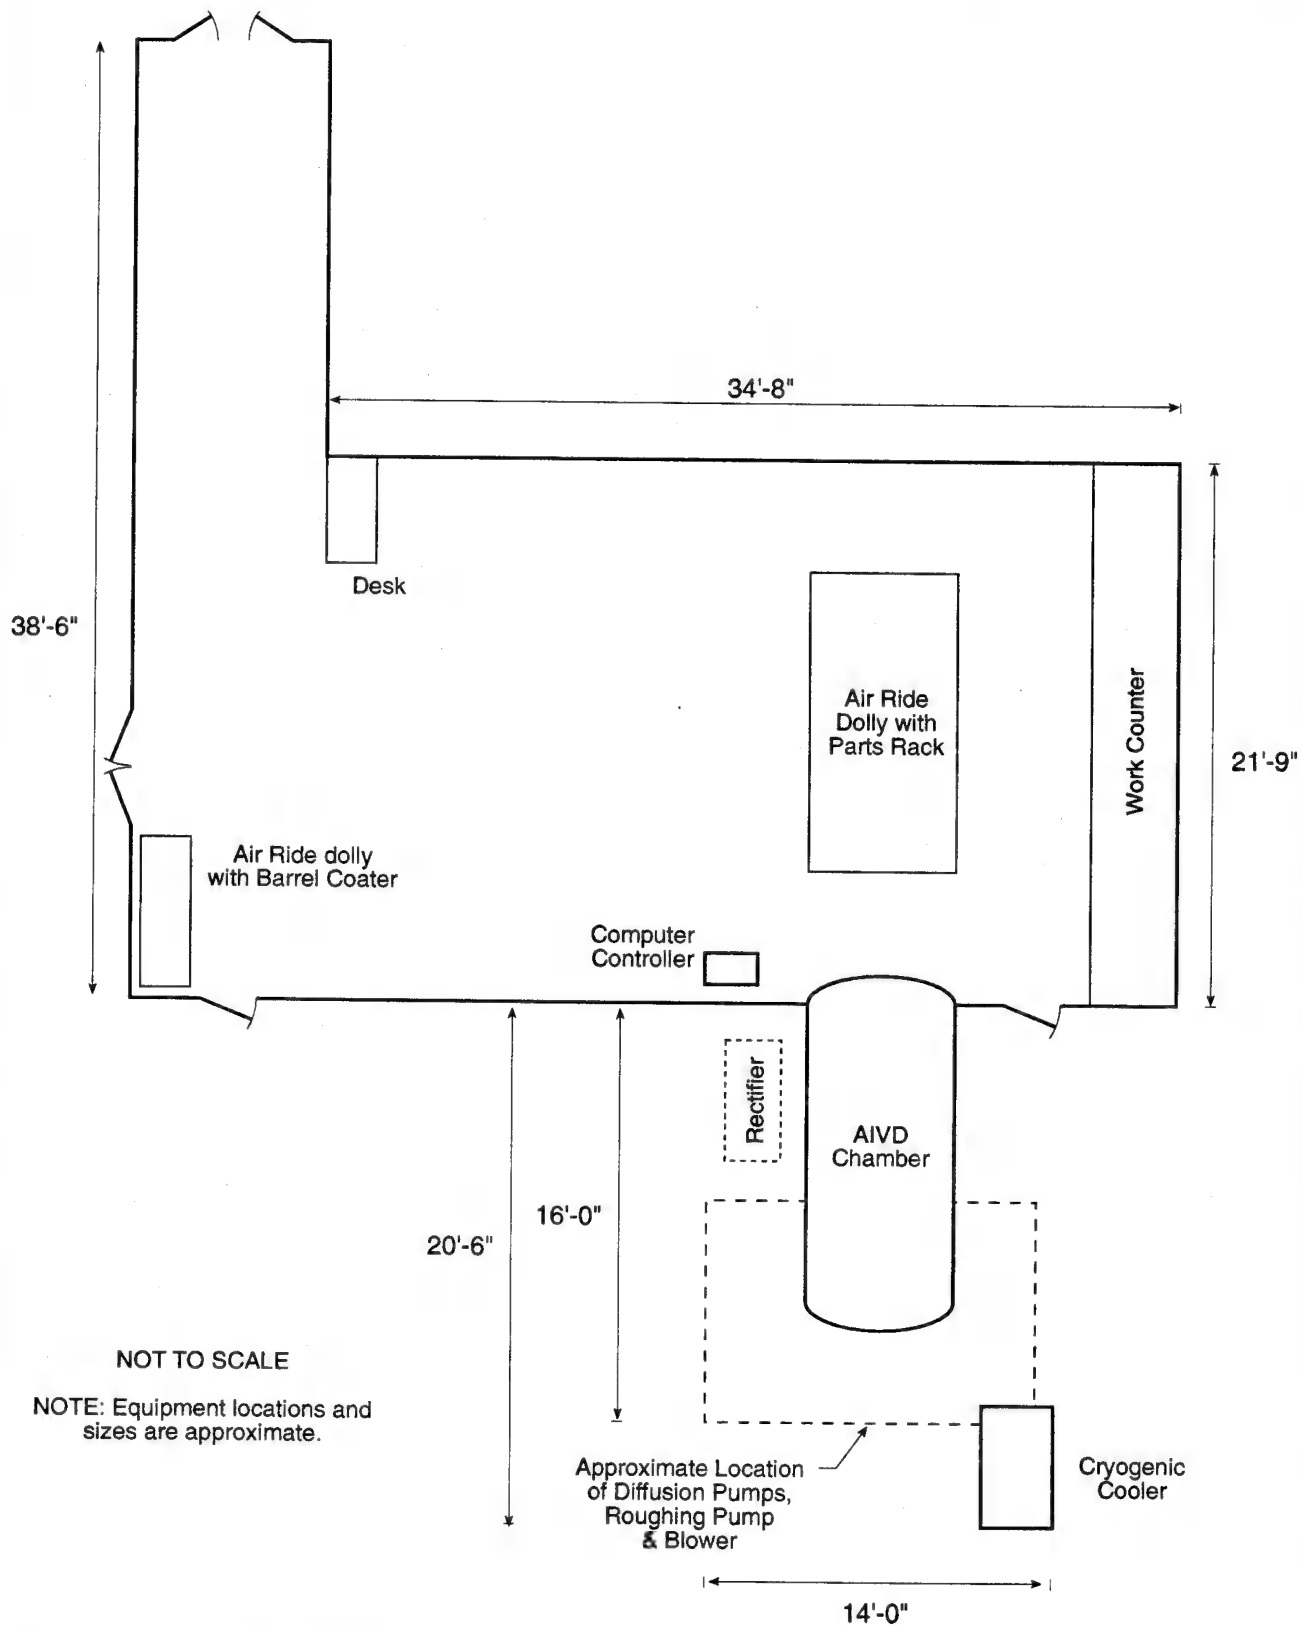 34'-8"
Desk
38'-6"
Air Ride
Dolly with
Parts Rack
Work Counter
21'-9"
Air Ride dolly
with Barrel Coater
Computer
Controller
Rectifier
AIVD
Chamber
16'-0"
20'-6"
NOT TO SCALE
NOTE: Equipment locations and
sizes are approximate.
Approximate Location
of Diffusion Pumps,
Roughing Pump
& Blower
Cryogenic
Cooler
14'-0"